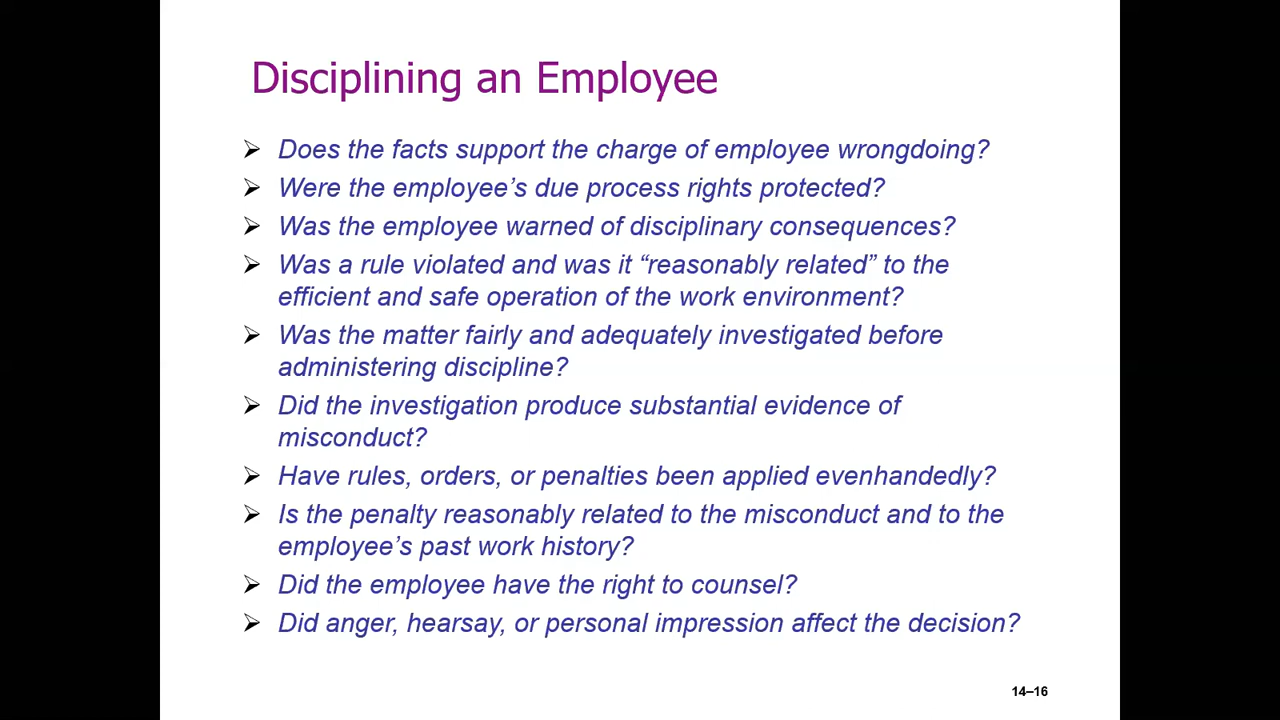 Disciplining an Employee
➢ Does the facts support the charge of employee wrongdoing?
➢ Were the employee’s due process rights protected?
➢ Was the employee warned of disciplinary consequences?
➢ Was a rule violated and was it “reasonably related” to the
efficient and safe operation of the work environment?
➢ Was the matter fairly and adequately investigated before
administering discipline?
➢ Did the investigation produce substantial evidence of
misconduct?
➢ Have rules, orders, or penalties been applied evenhandedly?
➢ Is the penalty reasonably related to the misconduct and to the
employee’s past work history?
➢ Did the employee have the right to counsel?
➢ Did anger, hearsay, or personal impression affect the decision?
14–16